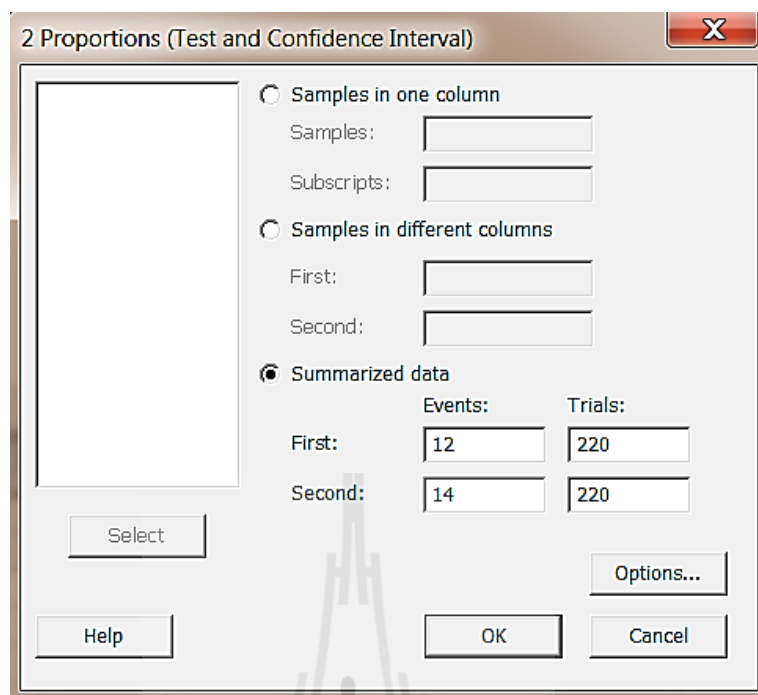 2 Proportions (Test and Confidence Interval)
X
Samples in one column
Samples:
Subscripts:
Samples in different columns
First:
Second:
Summarized data
Events: Trials:
First: 12 220
Second: 14 220
Select
Options...
Help OK Cancel